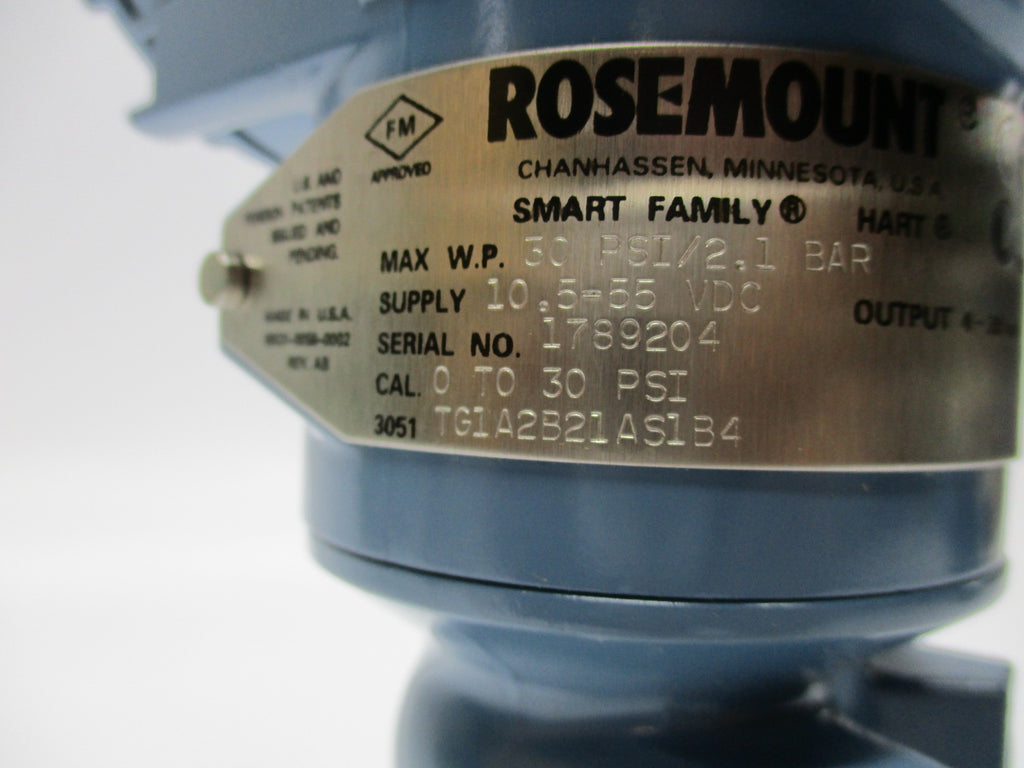 FM
APPROVED
ROSEMOUNT®
CHANHASSEN, MINNESOTA, U.S.A.
SMART FAMILY® HART
U.S. AND
FOREIGN PATENTS
ISSUED AND
PENDING.
MAX W.P. 30 PSI/2.1 BAR
SUPPLY 10.5-55 VDC
OUTPUT 4-20
SERIAL NO. 1789204
MADE IN U.S.A.
REV. AB
CAL. 0 TO 30 PSI
3051 TG1A2B21AS1B4